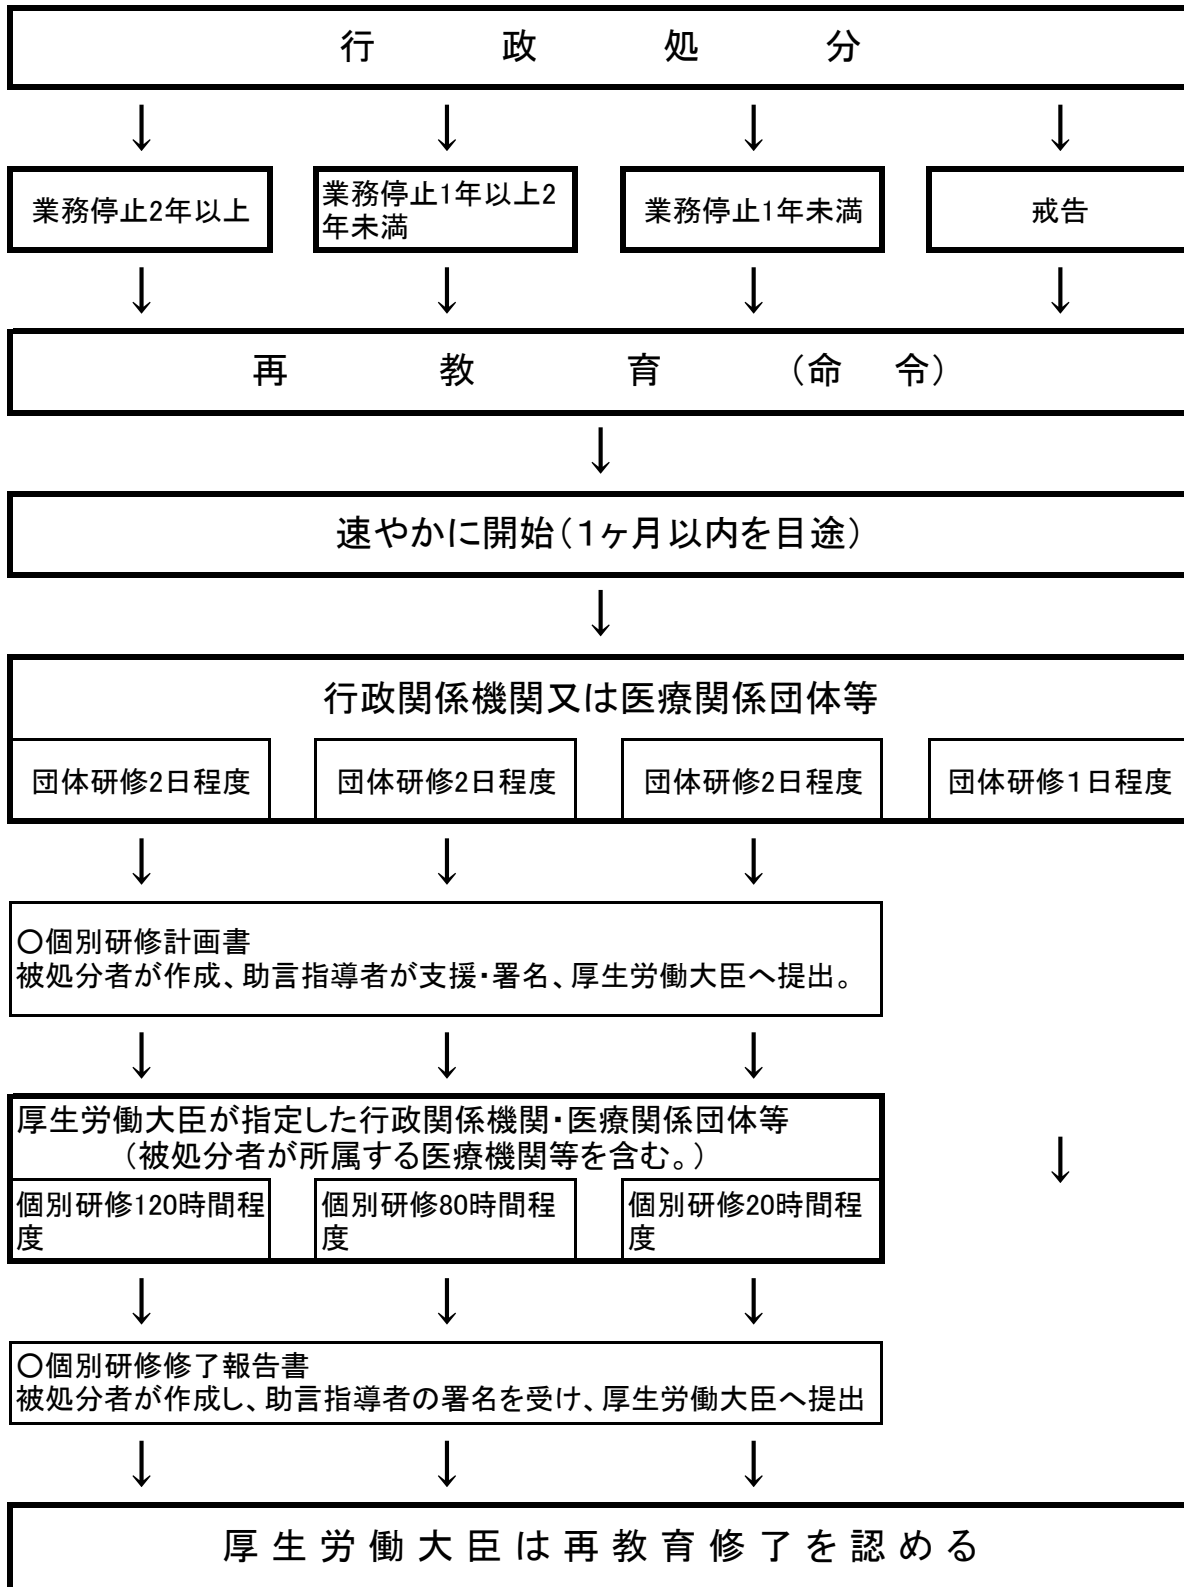 行政処分
↓ ↓ ↓ ↓
業務停止2年以上
業務停止1年以上2
年未満
業務停止1年未満
戒告
↓ ↓ ↓ ↓
再教育(命令)
↓
速やかに開始(1ヶ月以内を目途)
↓
行政関係機関又は医療関係団体等
団体研修2日程度
団体研修2日程度
団体研修2日程度
団体研修1日程度
↓ ↓ ↓
○個別研修計画書
被処分者が作成、助言指導者が支援・署名、厚生労働大臣へ提出。
↓ ↓ ↓
厚生労働大臣が指定した行政関係機関・医療関係団体等
(被処分者が所属する医療機関等を含む。)
↓
個別研修120時間程
度
個別研修80時間程
度
個別研修20時間程
度
↓ ↓ ↓
○個別研修修了報告書
被処分者が作成し、助言指導者の署名を受け、厚生労働大臣へ提出
↓ ↓ ↓
厚生労働大臣は再教育修了を認める